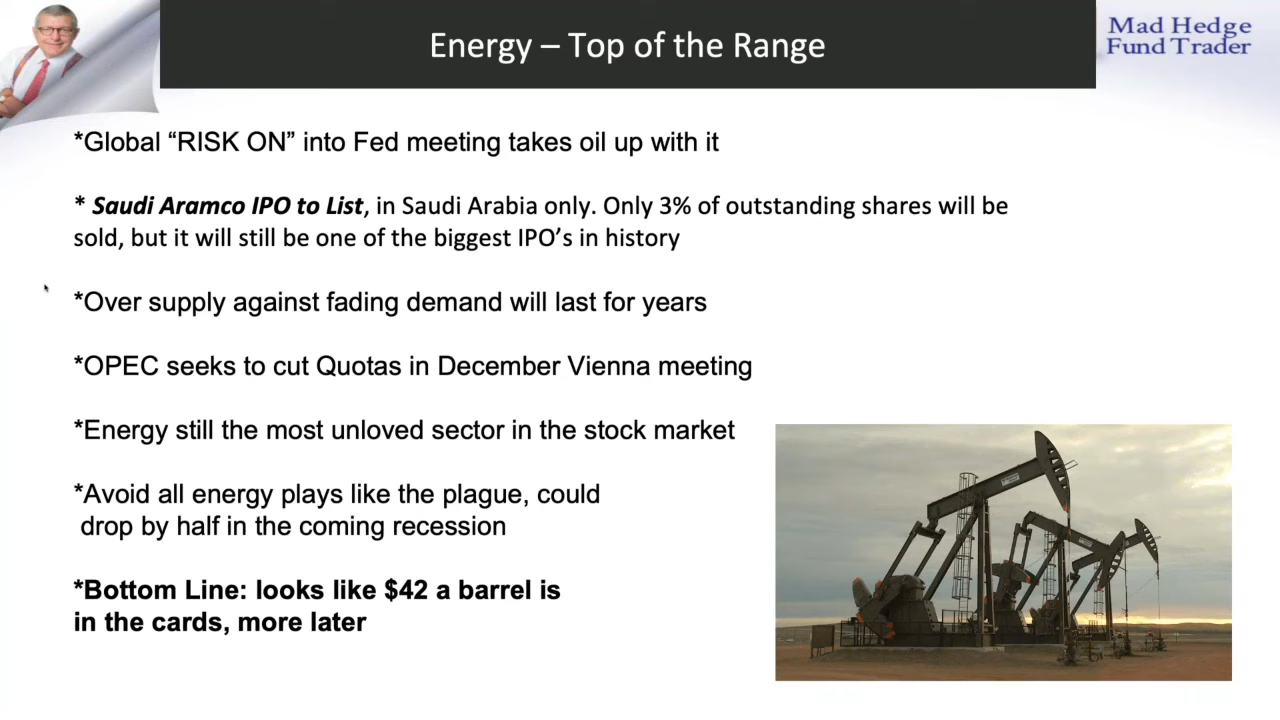 Energy – Top of the Range
Mad Hedge
Fund Trader
*Global “RISK ON” into Fed meeting takes oil up with it
* Saudi Aramco IPO to List, in Saudi Arabia only. Only 3% of outstanding shares will be
sold, but it will still be one of the biggest IPO’s in history
*Over supply against fading demand will last for years
*OPEC seeks to cut Quotas in December Vienna meeting
*Energy still the most unloved sector in the stock market
*Avoid all energy plays like the plague, could
drop by half in the coming recession
*Bottom Line: looks like $42 a barrel is
in the cards, more later